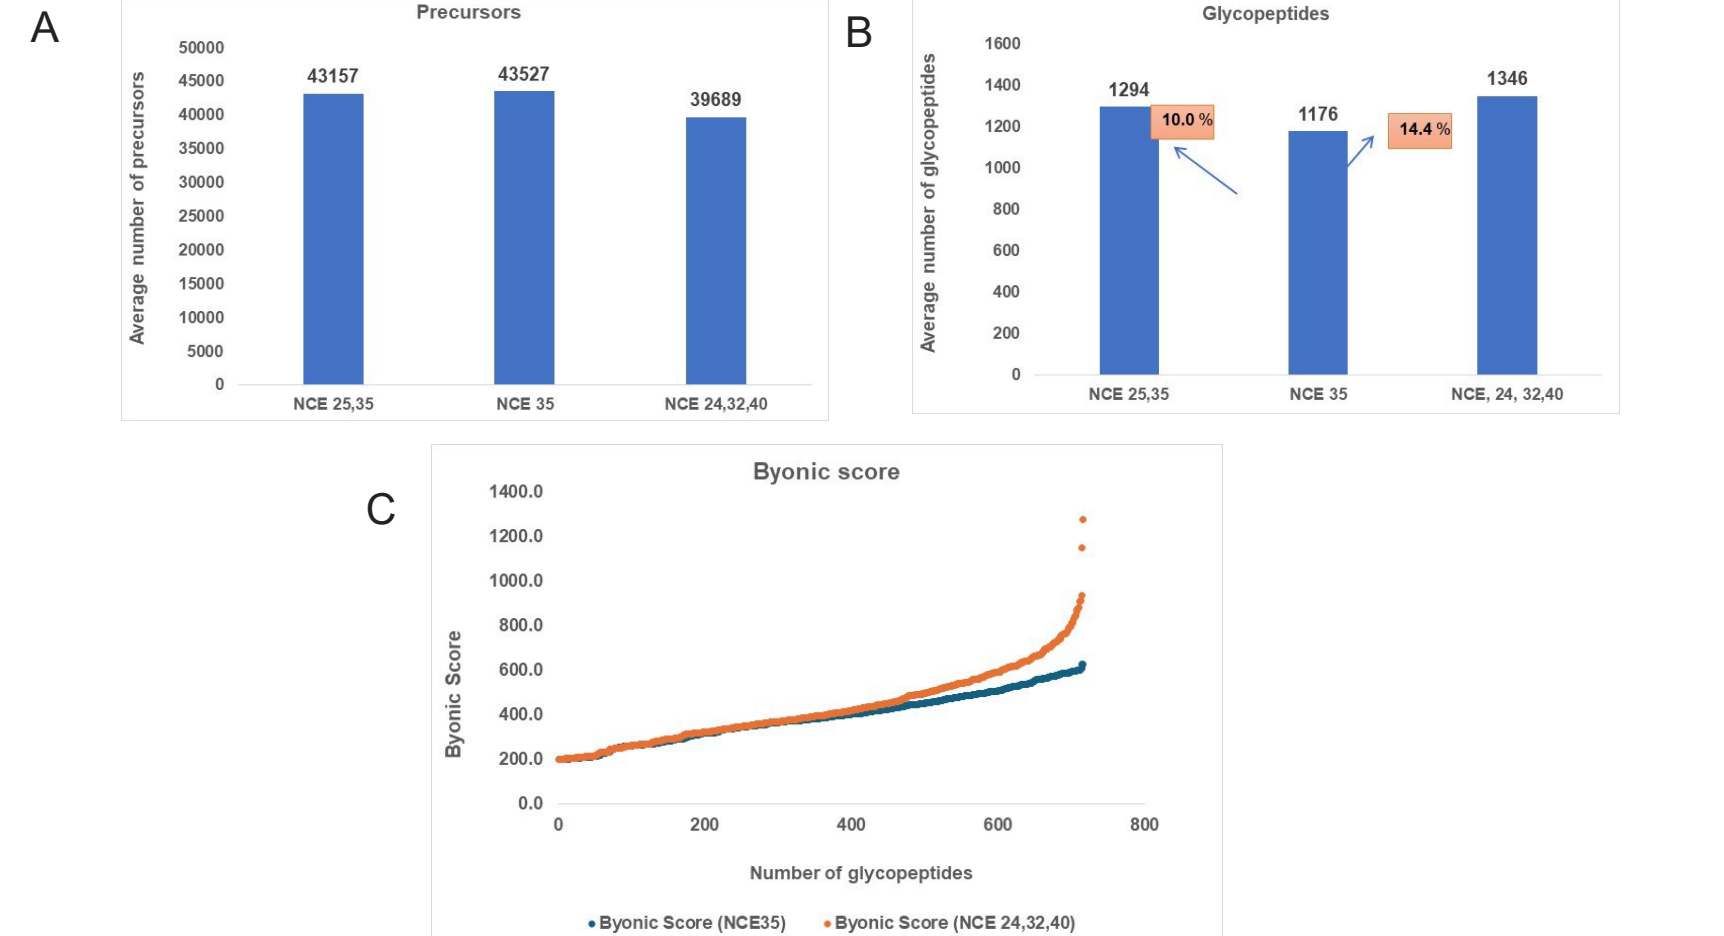 A
Precursors
Average number of precursors
50000
45000
40000
35000
30000
25000
20000
15000
10000
5000
0
43157
43527
39689
NCE 25,35
NCE 35
NCE 24,32,40
B
Glycopeptides
Average number of glycopeptides
1600
1400
1200
1000
800
600
400
200
0
1294
10.0 %
1176
14.4 %
1346
NCE 25,35
NCE 35
NCE, 24, 32,40
C
Byonic score
Byonic Score
1400.0
1200.0
1000.0
800.0
600.0
400.0
200.0
0.0
0
200
400
600
800
Number of glycopeptides
Byonic Score (NCE35)
Byonic Score (NCE 24,32,40)